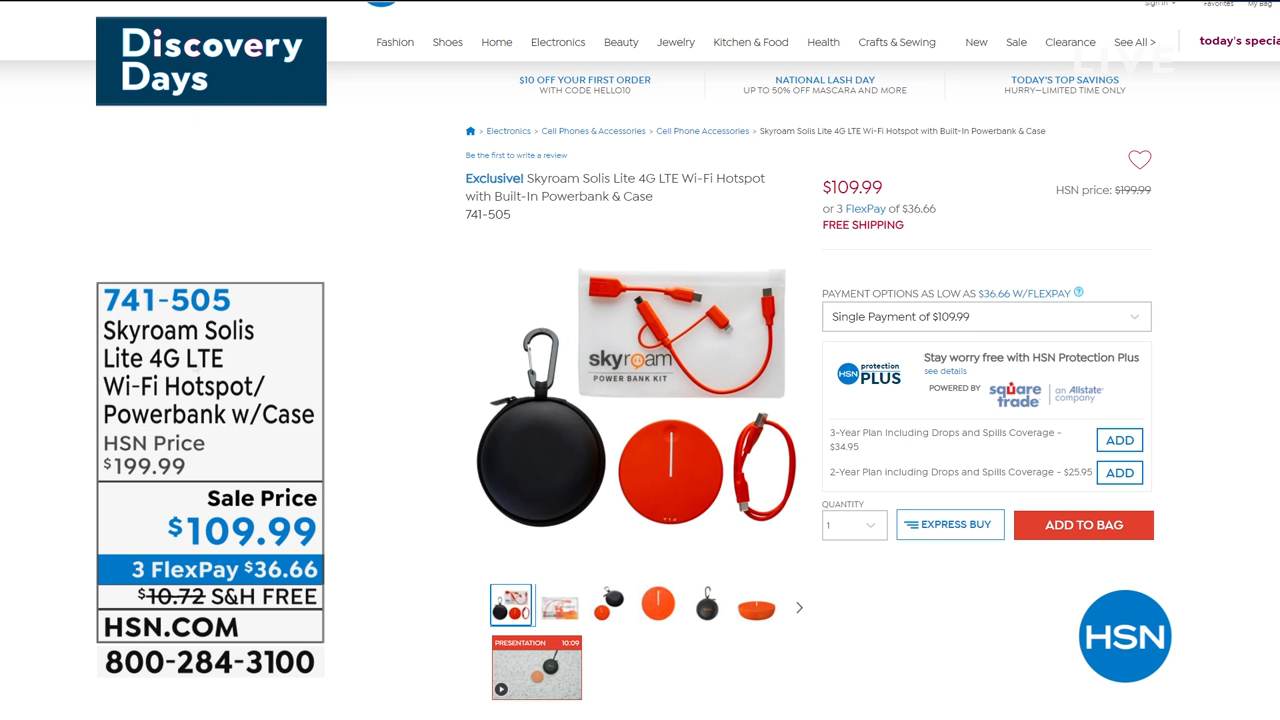 Sign In
Favorites
My Bag
Discovery
Days
Fashion
Shoes
Home
Electronics
Beauty
Jewelry
Kitchen & Food
Health
Crafts & Sewing
New
Sale
Clearance
See All >
today's specia
LIVE
$10 OFF YOUR FIRST ORDER
WITH CODE HELLO10
NATIONAL LASH DAY
UP TO 50% OFF MASCARA AND MORE
TODAY'S TOP SAVINGS
HURRY—LIMITED TIME ONLY
> Electronics > Cell Phones & Accessories > Cell Phone Accessories > Skyroam Solis Lite 4G LTE Wi-Fi Hotspot with Built-In Powerbank & Case
Be the first to write a review
Exclusive! Skyroam Solis Lite 4G LTE Wi-Fi Hotspot
with Built-In Powerbank & Case
741-505
$109.99
HSN price: $199.99
or 3 FlexPay of $36.66
FREE SHIPPING
PAYMENT OPTIONS AS LOW AS $36.66 W/FLEXPAY ?
Single Payment of $109.99
HSN protection PLUS
Stay worry free with HSN Protection Plus
see details
POWERED BY
square trade
an Allstate company
3-Year Plan Including Drops and Spills Coverage -
$34.95
ADD
2-Year Plan including Drops and Spills Coverage - $25.95
ADD
QUANTITY
1
EXPRESS BUY
ADD TO BAG
skyroam
POWER BANK KIT
PRESENTATION 10:09
741-505
Skyroam Solis
Lite 4G LTE
Wi-Fi Hotspot/
Powerbank w/Case
HSN Price
$199.99
Sale Price
$109.99
3 FlexPay $36.66
$10.72 S&H FREE
HSN.COM
800-284-3100
HSN